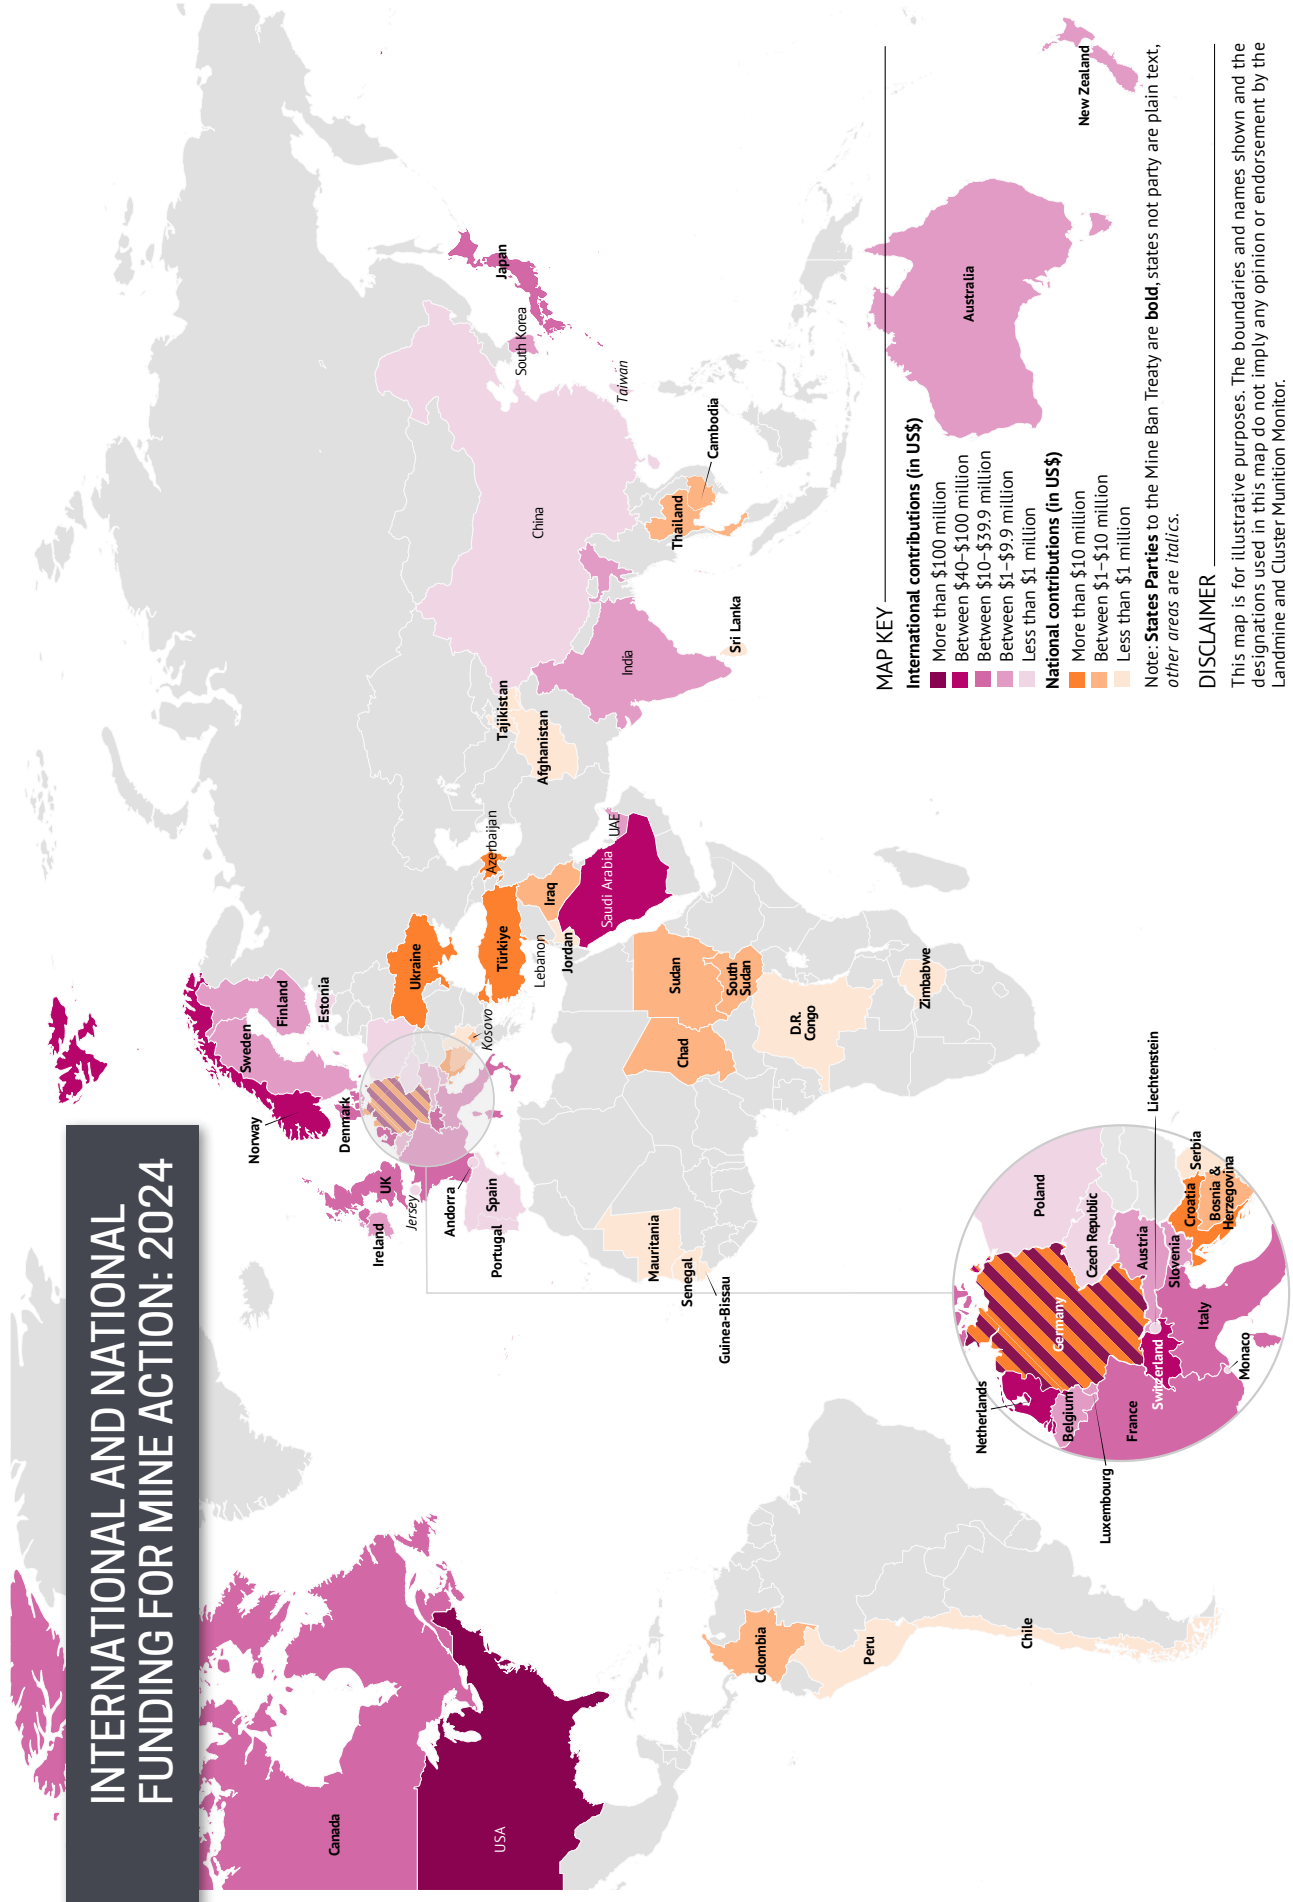 INTERNATIONAL AND NATIONAL
FUNDING FOR MINE ACTION: 2024
Canada
USA
Colombia
Peru
Chile
Norway
Sweden
Finland
Estonia
Denmark
Ireland
UK
Jersey
Andorra
Portugal
Spain
Ukraine
Türkiye
Azerbaijan
Kosovo
Lebanon
Jordan
Iraq
Saudi Arabia
UAE
Tajikistan
Afghanistan
China
India
Sri Lanka
South Korea
Japan
Taiwan
Thailand
Cambodia
Australia
New Zealand
Mauritania
Senegal
Guinea-Bissau
Chad
Sudan
South
Sudan
D.R.
Congo
Zimbabwe
Netherlands
Belgium
Luxembourg
Germany
Poland
Czech Republic
France
Switzerland
Liechtenstein
Austria
Slovenia
Italy
Monaco
Croatia
Serbia
Bosnia &
Herzegovina
MAP KEY
International contributions (in US$)
More than $100 million
Between $40–$100 million
Between $10–$39.9 million
Between $1–$9.9 million
Less than $1 million
National contributions (in US$)
More than $10 million
Between $1–$10 million
Less than $1 million
Note: States Parties to the Mine Ban Treaty are bold, states not party are plain text,
other areas are italics.
DISCLAIMER
This map is for illustrative purposes. The boundaries and names shown and the
designations used in this map do not imply any opinion or endorsement by the
Landmine and Cluster Munition Monitor.